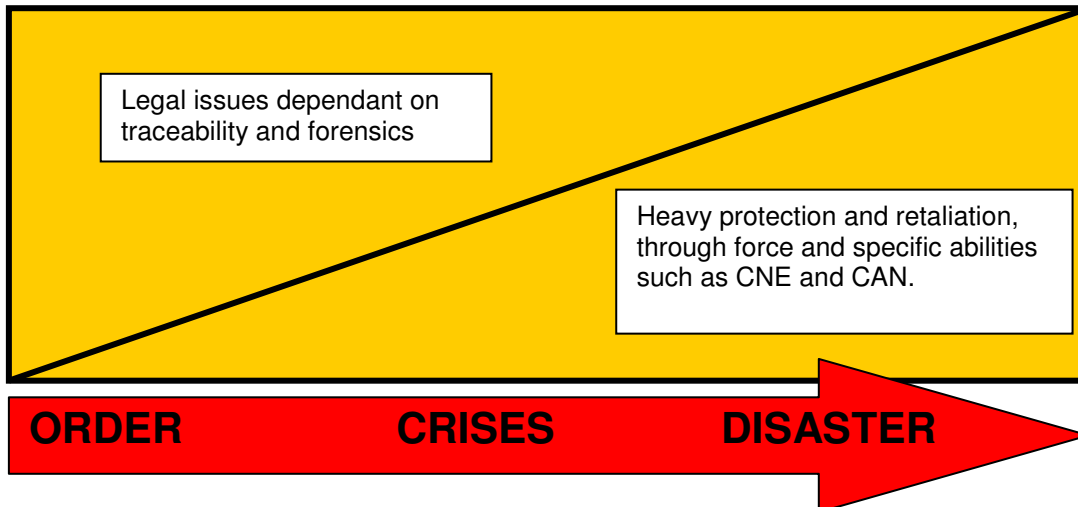 Legal issues dependant on
traceability and forensics
Heavy protection and retaliation,
through force and specific abilities
such as CNE and CAN.
ORDER CRISES DISASTER